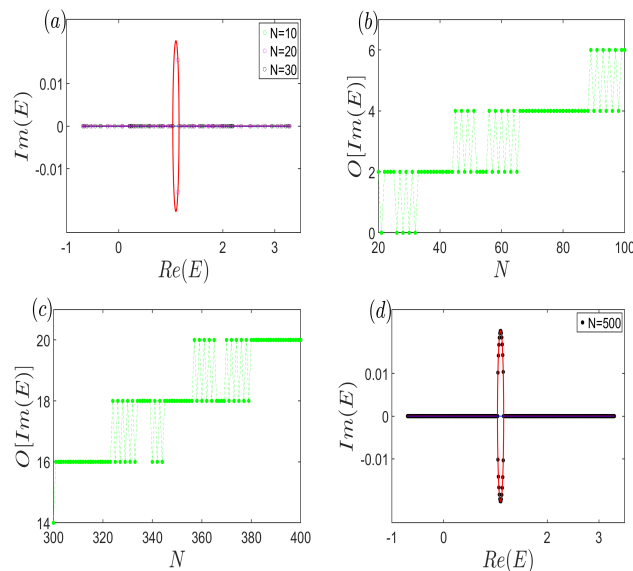 (a)
N=10
N=20
N=30
0.01
0
-0.01
Im(E)
-1 0 1 2 3
Re(E)
(b)
6
4
2
0
O[Im(E)]
20 40 60 80 100
N
(c)
20
18
16
14
O[Im(E)]
300 320 340 360 380 400
N
(d)
N=500
0.01
0
-0.01
Im(E)
-1 0 1 2 3
Re(E)